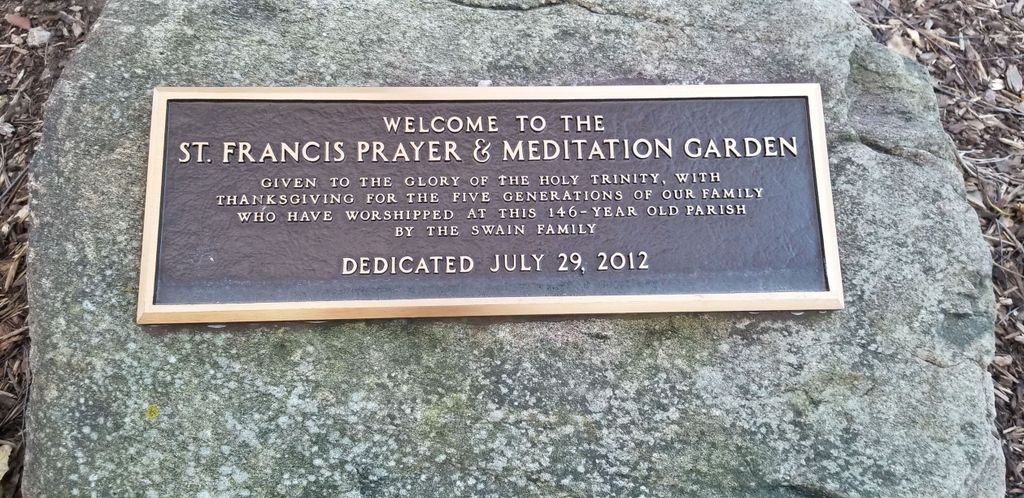 WELCOME TO THE
ST. FRANCIS PRAYER & MEDITATION GARDEN
GIVEN TO THE GLORY OF THE HOLY TRINITY, WITH
THANKSGIVING FOR THE FIVE GENERATIONS OF OUR FAMILY
WHO HAVE WORSHIPPED AT THIS 146-YEAR OLD PARISH
BY THE SWAIN FAMILY
DEDICATED JULY 29, 2012